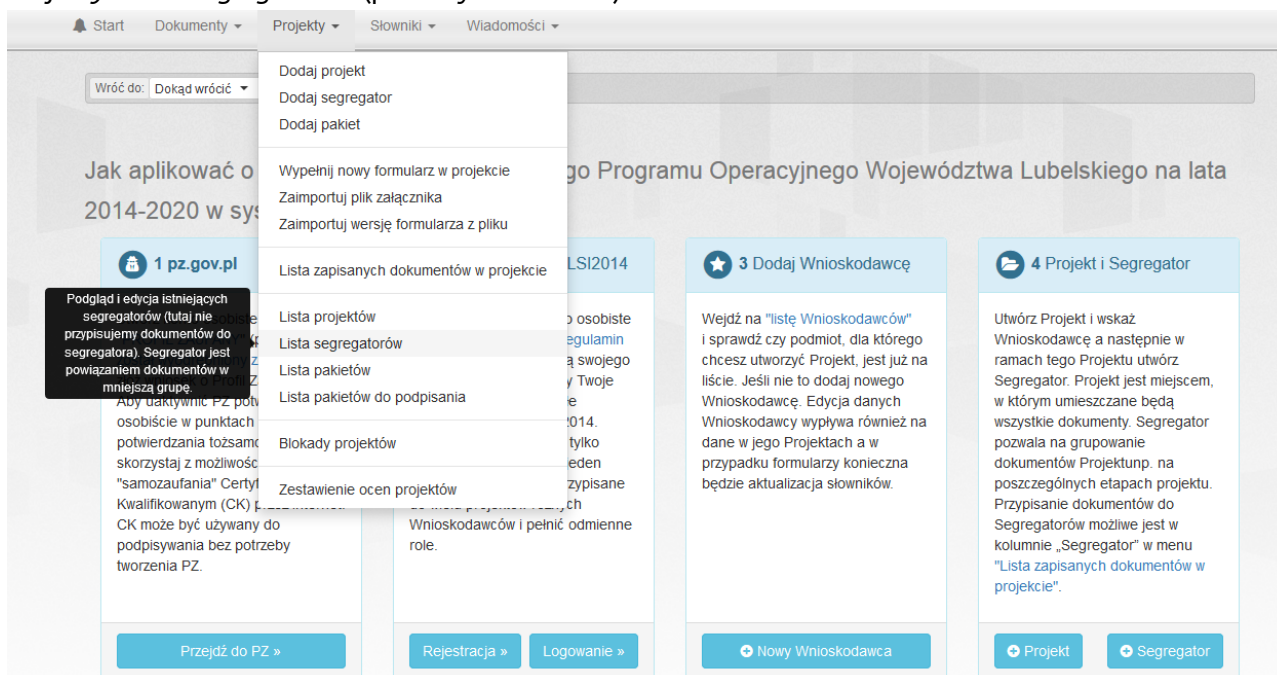 Start Dokumenty Projekty Słowniki Wiadomości
Wróć do: Dokąd wrócić
Dodaj projekt
Dodaj segregator
Dodaj pakiet
Wypełnij nowy formularz w projekcie
Zaimportuj plik załącznika
Zaimportuj wersję formularza z pliku
Lista zapisanych dokumentów w projekcie
Lista projektów
Lista segregatorów
Lista pakietów
Lista pakietów do podpisania
Blokady projektów
Zestawienie ocen projektów
Jak aplikować o go Programu Operacyjnego Województwa Lubelskiego na lata
2014-2020 w sys
1 pz.gov.pl
Podgląd i edycja istniejących
segregatorów (tutaj nie
przypisujemy dokumentów do
segregatora). Segregator jest
powiązaniem dokumentów w
mniejszą grupę.
Aby uaktywnić PZ
osobiście w punktach
potwierdzania
skorzystaj z
"samozaufania"
Kwalifikowanym (CK)
CK może być używany do
podpisywania bez potrzeby
tworzenia PZ.
Przejdź do PZ »
LSI2014
osobiste
swojego
Twoje
2014.
tylko
Wnioskodawców i pełnić odmienne
role.
Rejestracja » Logowanie »
3 Dodaj Wnioskodawcę
Wejdź na "listę Wnioskodawców"
i sprawdź czy podmiot, dla którego
chcesz utworzyć Projekt, jest już na
liście. Jeśli nie to dodaj nowego
Wnioskodawcę. Edycja danych
Wnioskodawcy wypływa również na
dane w jego Projektach a w
przypadku formularzy konieczna
będzie aktualizacja słowników.
Nowy Wnioskodawca
4 Projekt i Segregator
Utwórz Projekt i wskaż
Wnioskodawcę a następnie w
ramach tego Projektu utwórz
Segregator. Projekt jest miejscem,
w którym umieszczane będą
wszystkie dokumenty. Segregator
pozwala na grupowanie
dokumentów Projektunp. na
poszczególnych etapach projektu.
Przypisanie dokumentów do
Segregatorów możliwe jest w
kolumnie „Segregator” w menu
"Lista zapisanych dokumentów w
projekcie".
Projekt Segregator